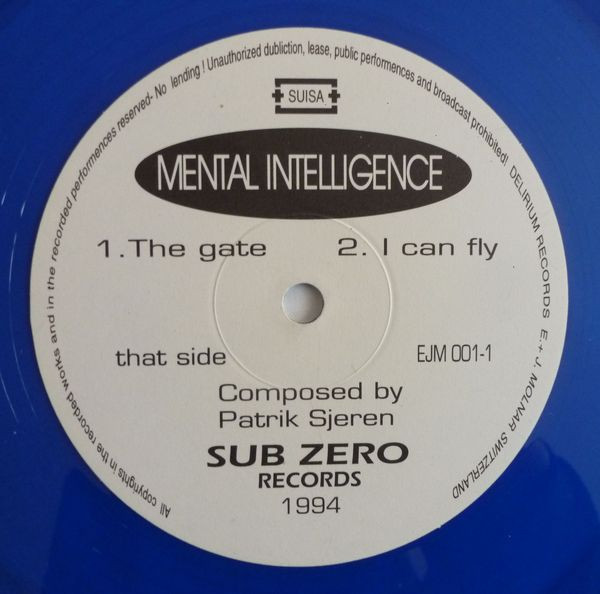 All copyrights in the recorded works and in the recorded performences reserved- No lending ! Unauthorized dubliction, lease, public performences and broadcast prohibited! DELIRIUM RECORDS E.+ J. MOLNAR SWITZERLAND
SUISA
MENTAL INTELLIGENCE
1.The gate 2. I can fly
that side EJM 001-1
Composed by
Patrik Sjeren
SUB ZERO
RECORDS
1994